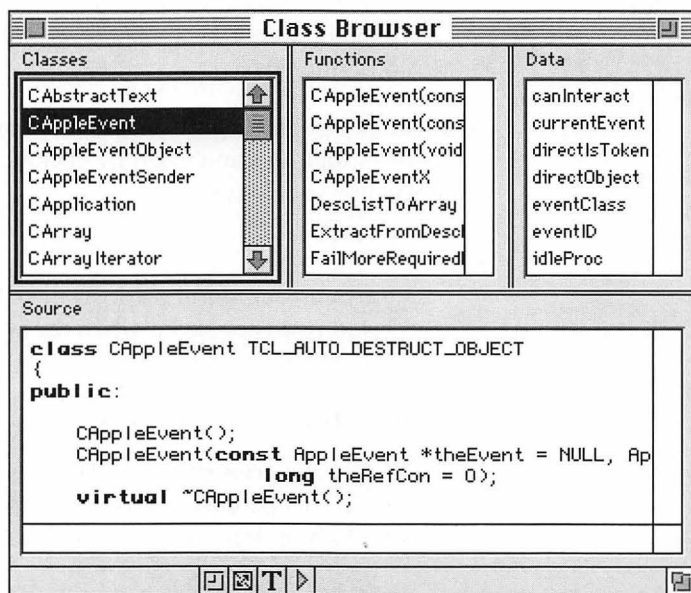 Class Browser
Classes
CAbstractText
CAppleEvent
CAppleEventObject
CAppleEventSender
CApplication
CArray
CArrayIterator
Functions
CAppleEvent(cons
CAppleEvent(cons
CAppleEvent(void
CAppleEventX
DescListToArray
ExtractFromDescl
FailMoreRequiredl
Data
canInteract
currentEvent
directIsToken
directObject
eventClass
eventID
idleProc
Source
class CAppleEvent TCL_AUTO_DESTRUCT_OBJECT
{
public:
CAppleEvent();
CAppleEvent(const AppleEvent *theEvent = NULL, Ap
long theRefCon = 0);
virtual ~CAppleEvent();
T